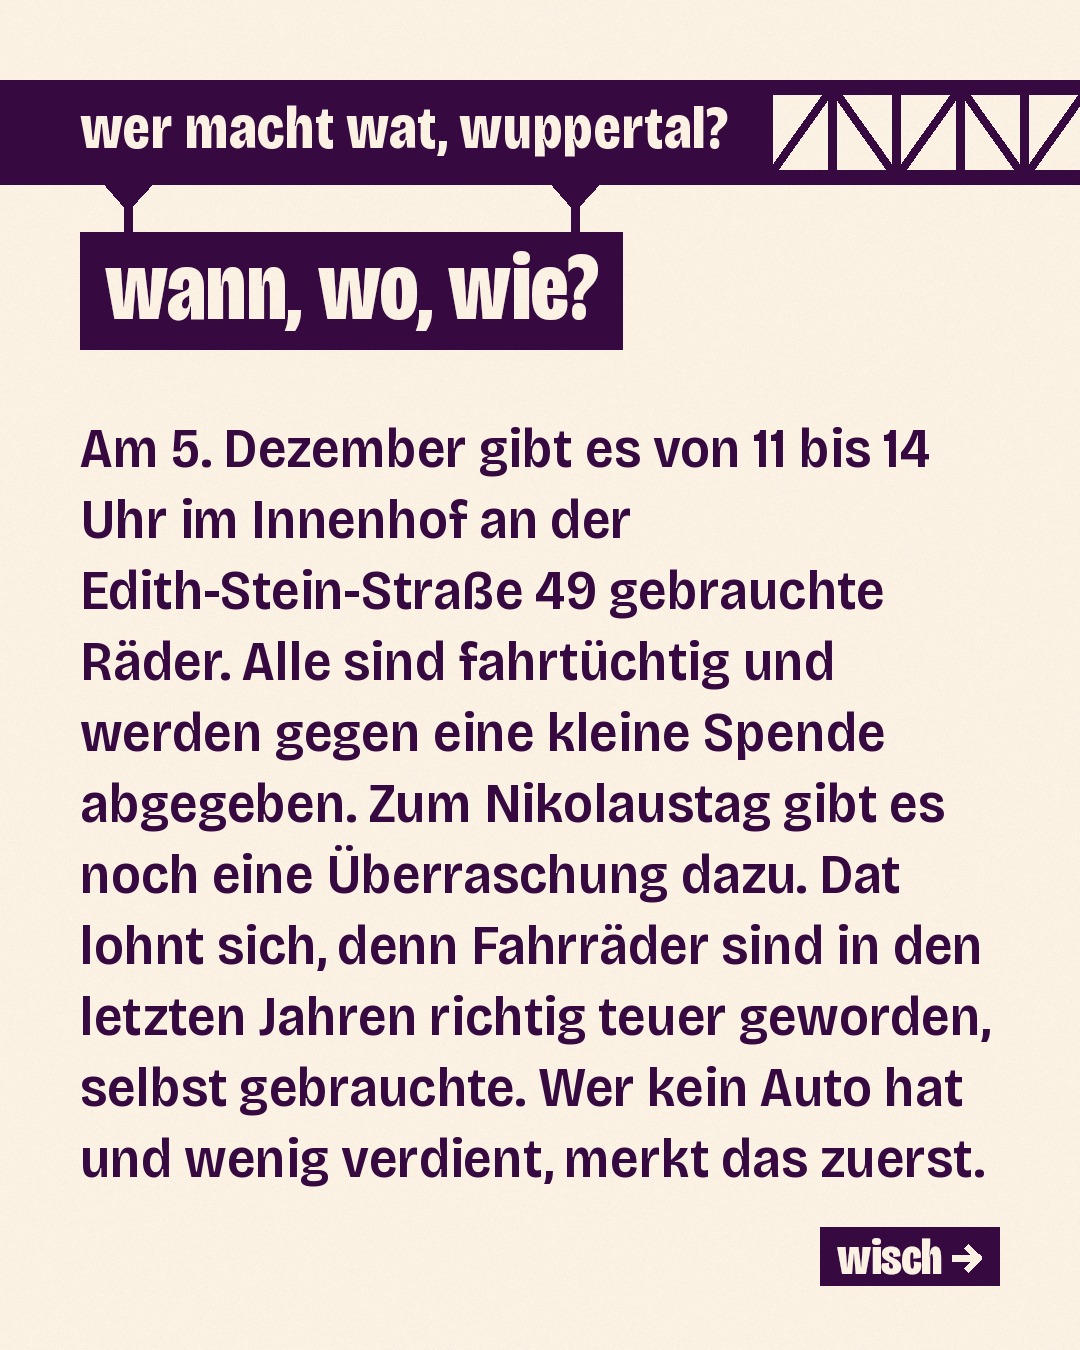 wer macht wat, wuppertal?
wann, wo, wie?
Am 5. Dezember gibt es von 11 bis 14
Uhr im Innenhof an der
Edith-Stein-Straße 49 gebrauchte
Räder. Alle sind fahrtüchtig und
werden gegen eine kleine Spende
abgegeben. Zum Nikolaustag gibt es
noch eine Überraschung dazu. Dat
lohnt sich, denn Fahrräder sind in den
letzten Jahren richtig teuer geworden,
selbst gebrauchte. Wer kein Auto hat
und wenig verdient, merkt das zuerst.
wisch →